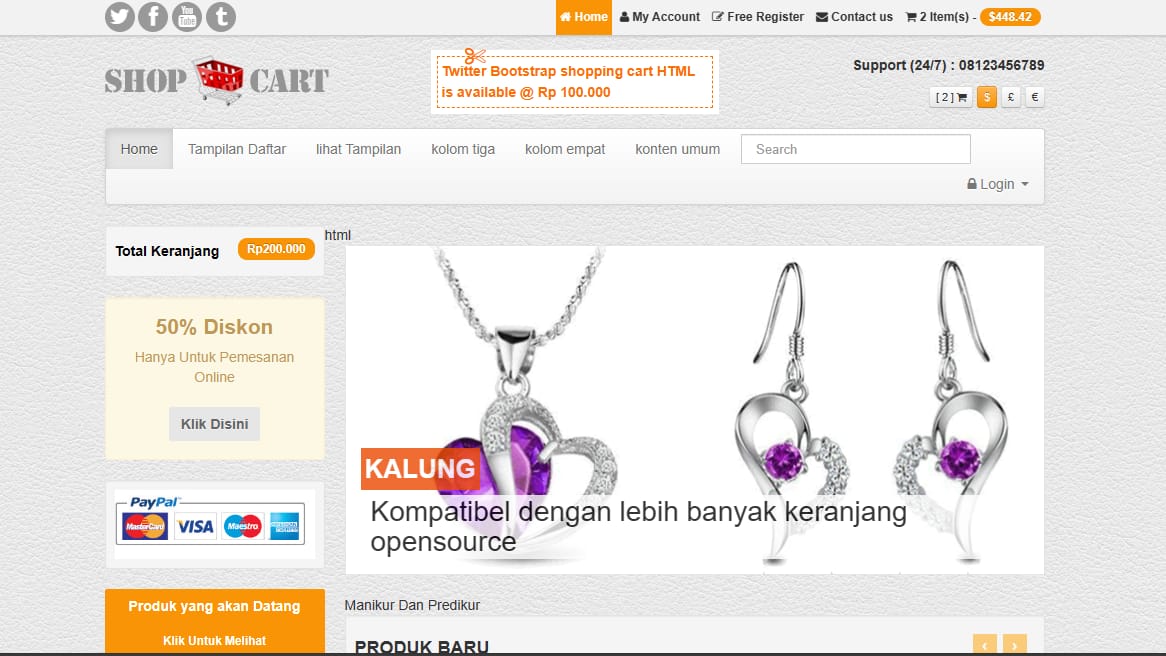 You Tube
Home My Account Free Register Contact us 2 Item(s) - $448.42
SHOP CART
Twitter Bootstrap shopping cart HTML
is available @ Rp 100.000
Support (24/7) : 08123456789
[ 2 ] $ £ €
Home Tampilan Daftar lihat Tampilan kolom tiga kolom empat konten umum Search
Login
Total Keranjang Rp200.000
html
50% Diskon
Hanya Untuk Pemesanan
Online
Klik Disini
KALUNG
Kompatibel dengan lebih banyak keranjang
opensource
PayPal
MasterCard VISA Maestro AMERICAN EXPRESS
Produk yang akan Datang
Klik Untuk Melihat
Manikur Dan Predikur
PRODUK BARU